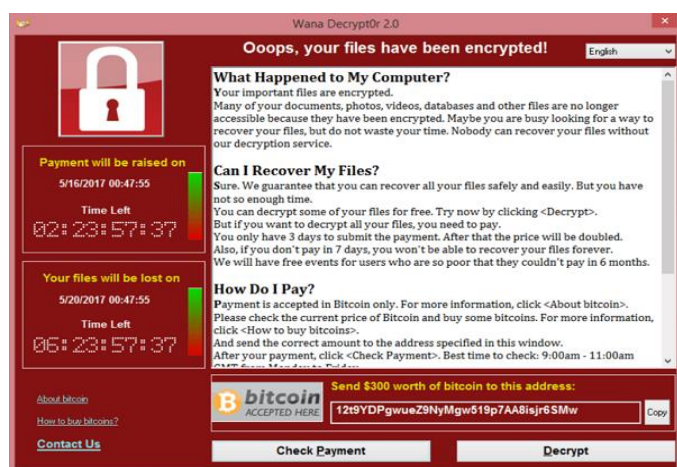 Wana Decrypt0r 2.0
Ooops, your files have been encrypted!
English
What Happened to My Computer?
Your important files are encrypted.
Many of your documents, photos, videos, databases and other files are no longer
accessible because they have been encrypted. Maybe you are busy looking for a way to
recover your files, but do not waste your time. Nobody can recover your files without
our decryption service.
Can I Recover My Files?
Sure. We guarantee that you can recover all your files safely and easily. But you have
not so enough time.
You can decrypt some of your files for free. Try now by clicking <Decrypt>.
But if you want to decrypt all your files, you need to pay.
You only have 3 days to submit the payment. After that the price will be doubled.
Also, if you don't pay in 7 days, you won't be able to recover your files forever.
We will have free events for users who are so poor that they couldn't pay in 6 months.
How Do I Pay?
Payment is accepted in Bitcoin only. For more information, click <About bitcoin>.
Please check the current price of Bitcoin and buy some bitcoins. For more information,
click <How to buy bitcoins>.
And send the correct amount to the address specified in this window.
After your payment, click <Check Payment>. Best time to check: 9:00am - 11:00am
GMT from Monday to Friday.
Payment will be raised on
5/16/2017 00:47:55
Time Left
02:23:57:37
Your files will be lost on
5/20/2017 00:47:55
Time Left
06:23:57:37
About bitcoin
How to buy bitcoins?
Contact Us
bitcoin
ACCEPTED HERE
Send $300 worth of bitcoin to this address:
12t9YDPgwueZ9NyMgw519p7AA8isjr6SMw
Copy
Check Payment
Decrypt